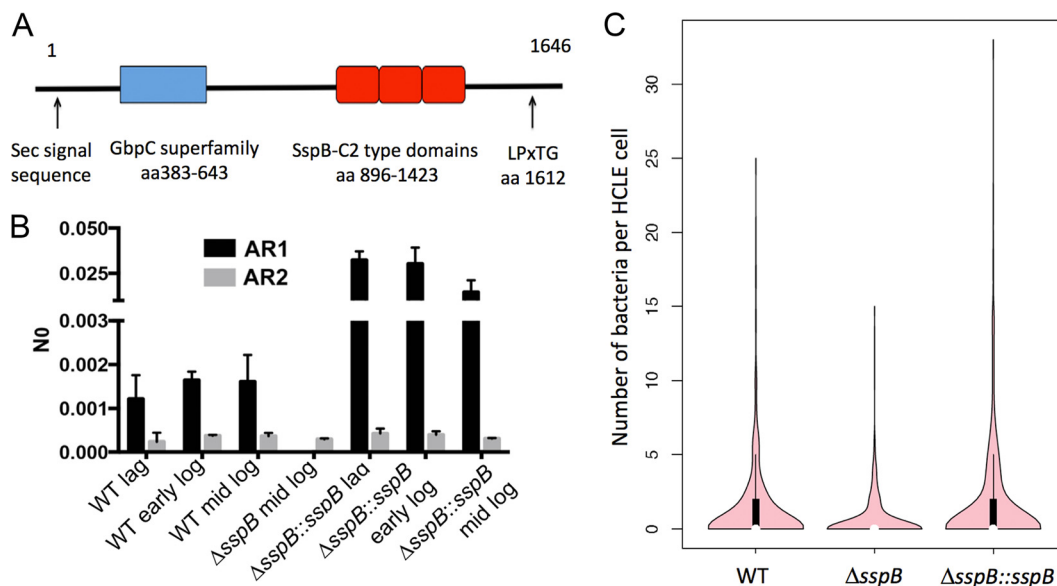 A
1
1646
Sec signal
sequence
GbpC superfamily
aa383-643
SspB-C2 type domains
aa 896-1423
LPxTG
aa 1612
B
0.050
0.025
0.003
0.002
0.001
0.000
N0
AR1
AR2
WT lag
WT early log
WT mid log
ΔsspB mid log
ΔsspB::sspB lag
ΔsspB::sspB
early log
ΔsspB::sspB
mid log
C
Number of bacteria per HCLE cell
30
25
20
15
10
5
0
WT
ΔsspB
ΔsspB::sspB